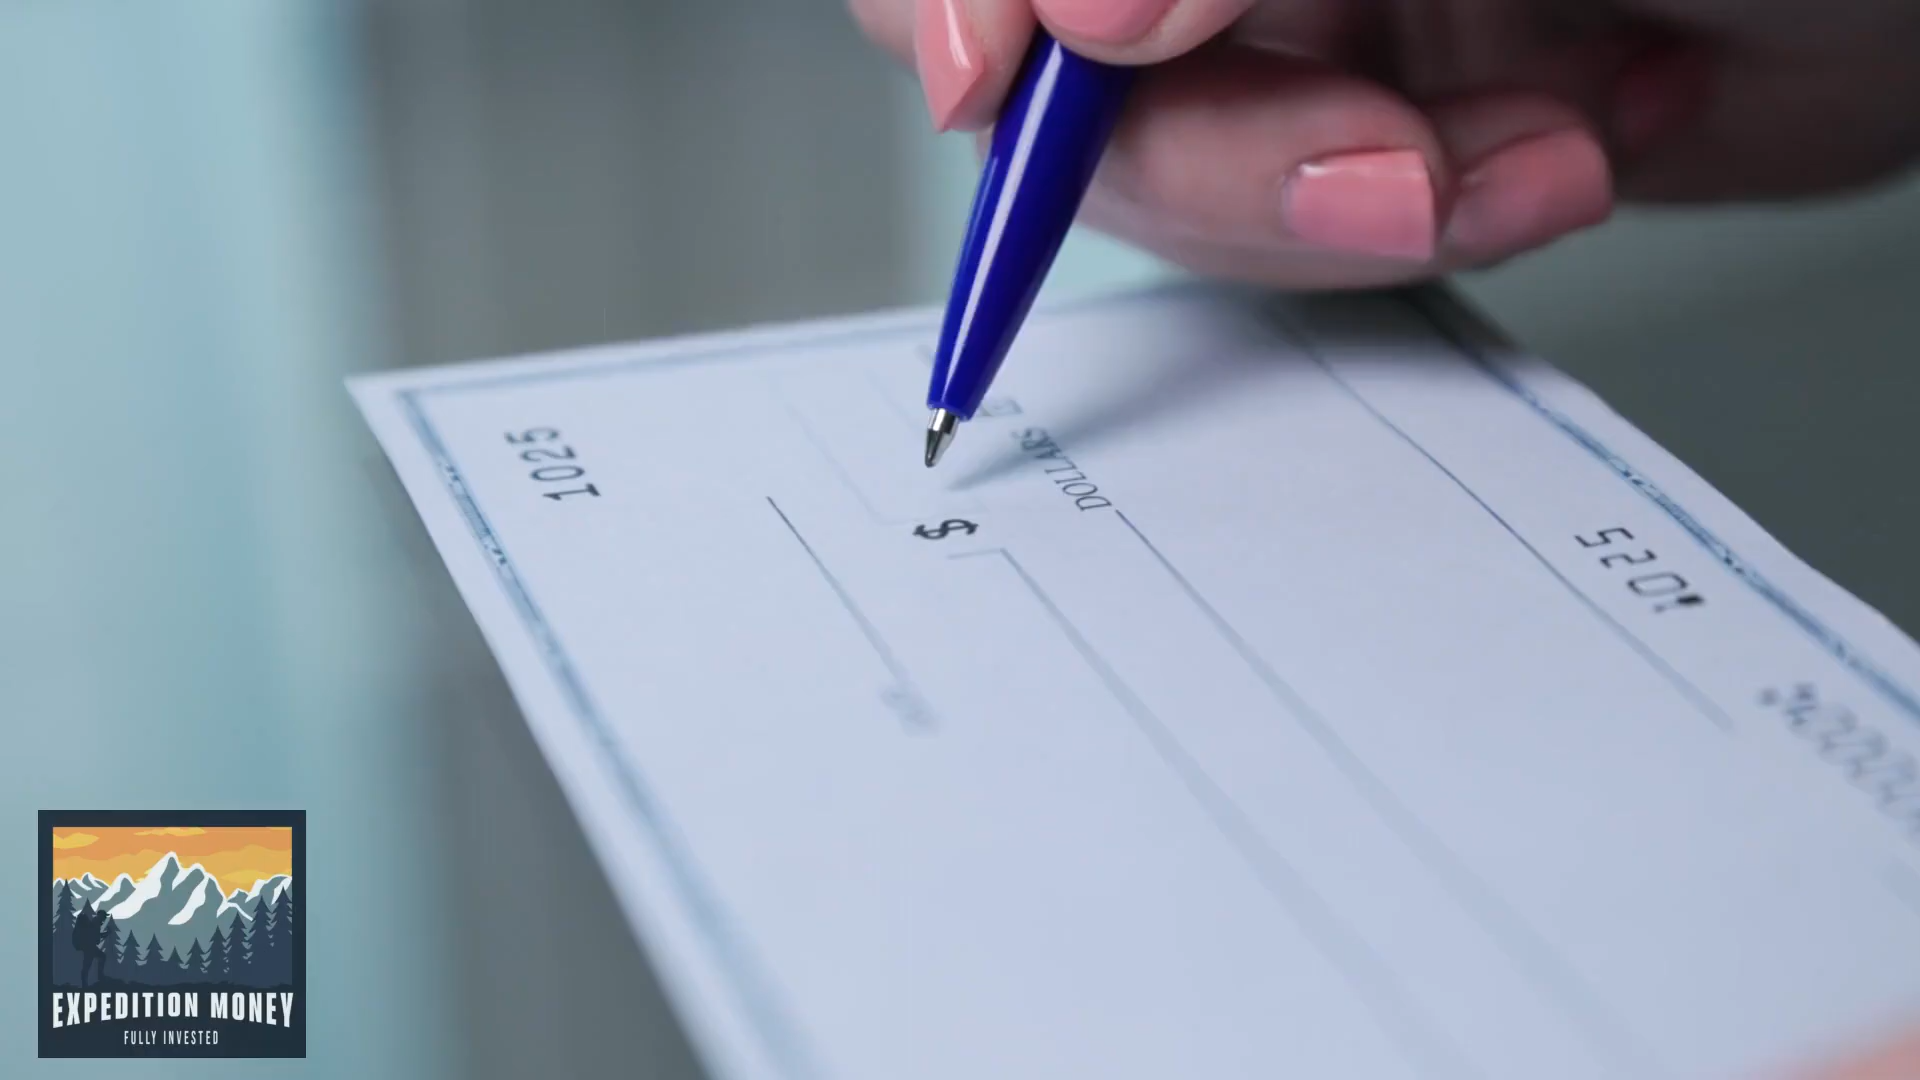 1025
$
DOLLARS
1025
EXPEDITION MONEY
FULLY INVESTED